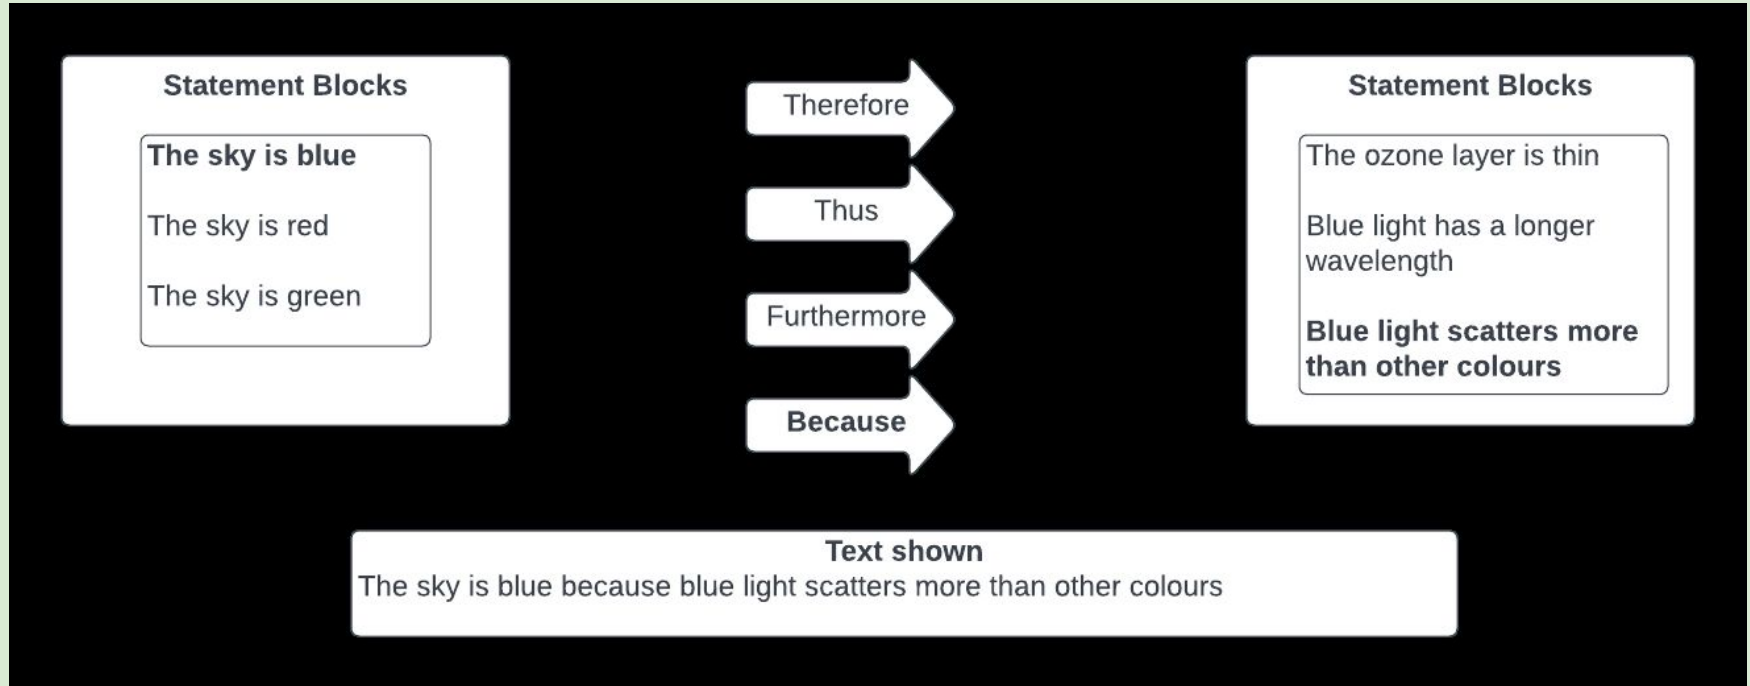 Statement Blocks
The sky is blue
The sky is red
The sky is green
Therefore
Thus
Furthermore
Because
Statement Blocks
The ozone layer is thin
Blue light has a longer
wavelength
Blue light scatters more
than other colours
Text shown
The sky is blue because blue light scatters more than other colours